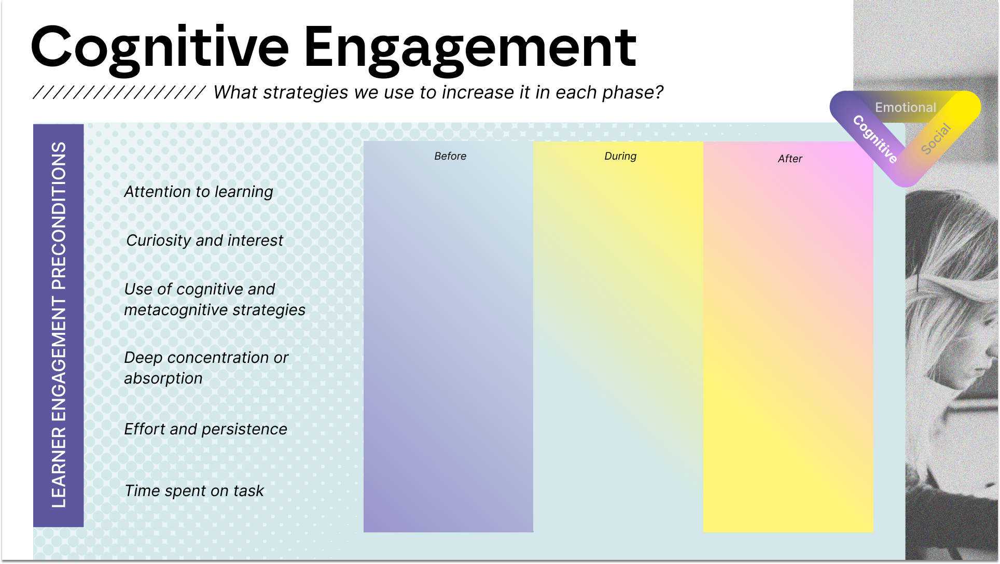 Cognitive Engagement
//////////////// What strategies we use to increase it in each phase?
Emotional
Cognitive
Social
LEARNER ENGAGEMENT PRECONDITIONS
Before
During
After
Attention to learning
Curiosity and interest
Use of cognitive and
metacognitive strategies
Deep concentration or
absorption
Effort and persistence
Time spent on task